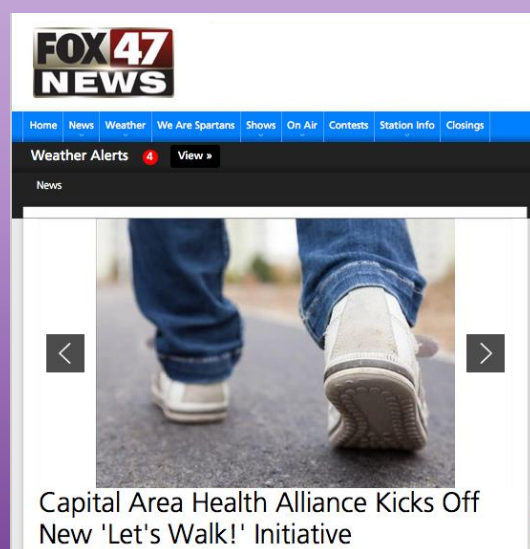 FOX 47
NEWS
Home News Weather We Are Spartans Shows On Air Contests Station Info Closings
Weather Alerts 4 View »
News
Capital Area Health Alliance Kicks Off
New 'Let's Walk!' Initiative